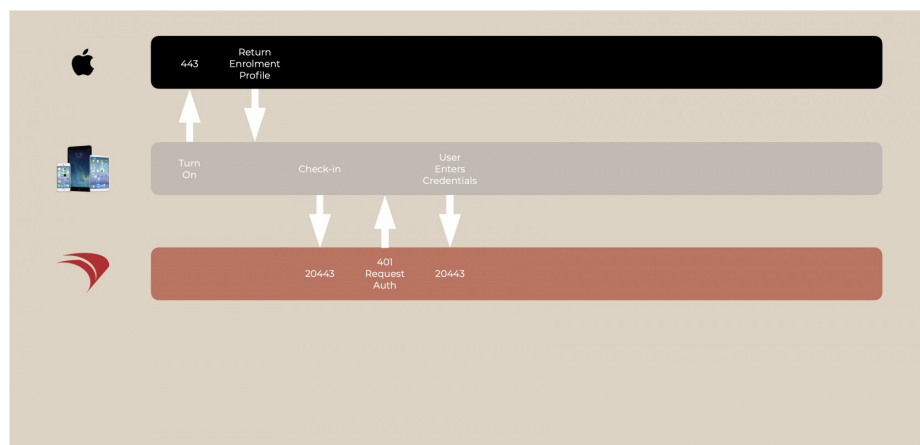 443
Return
Enrolment
Profile
Turn
On
Check-in
User
Enters
Credentials
20443
401
Request
Auth
20443